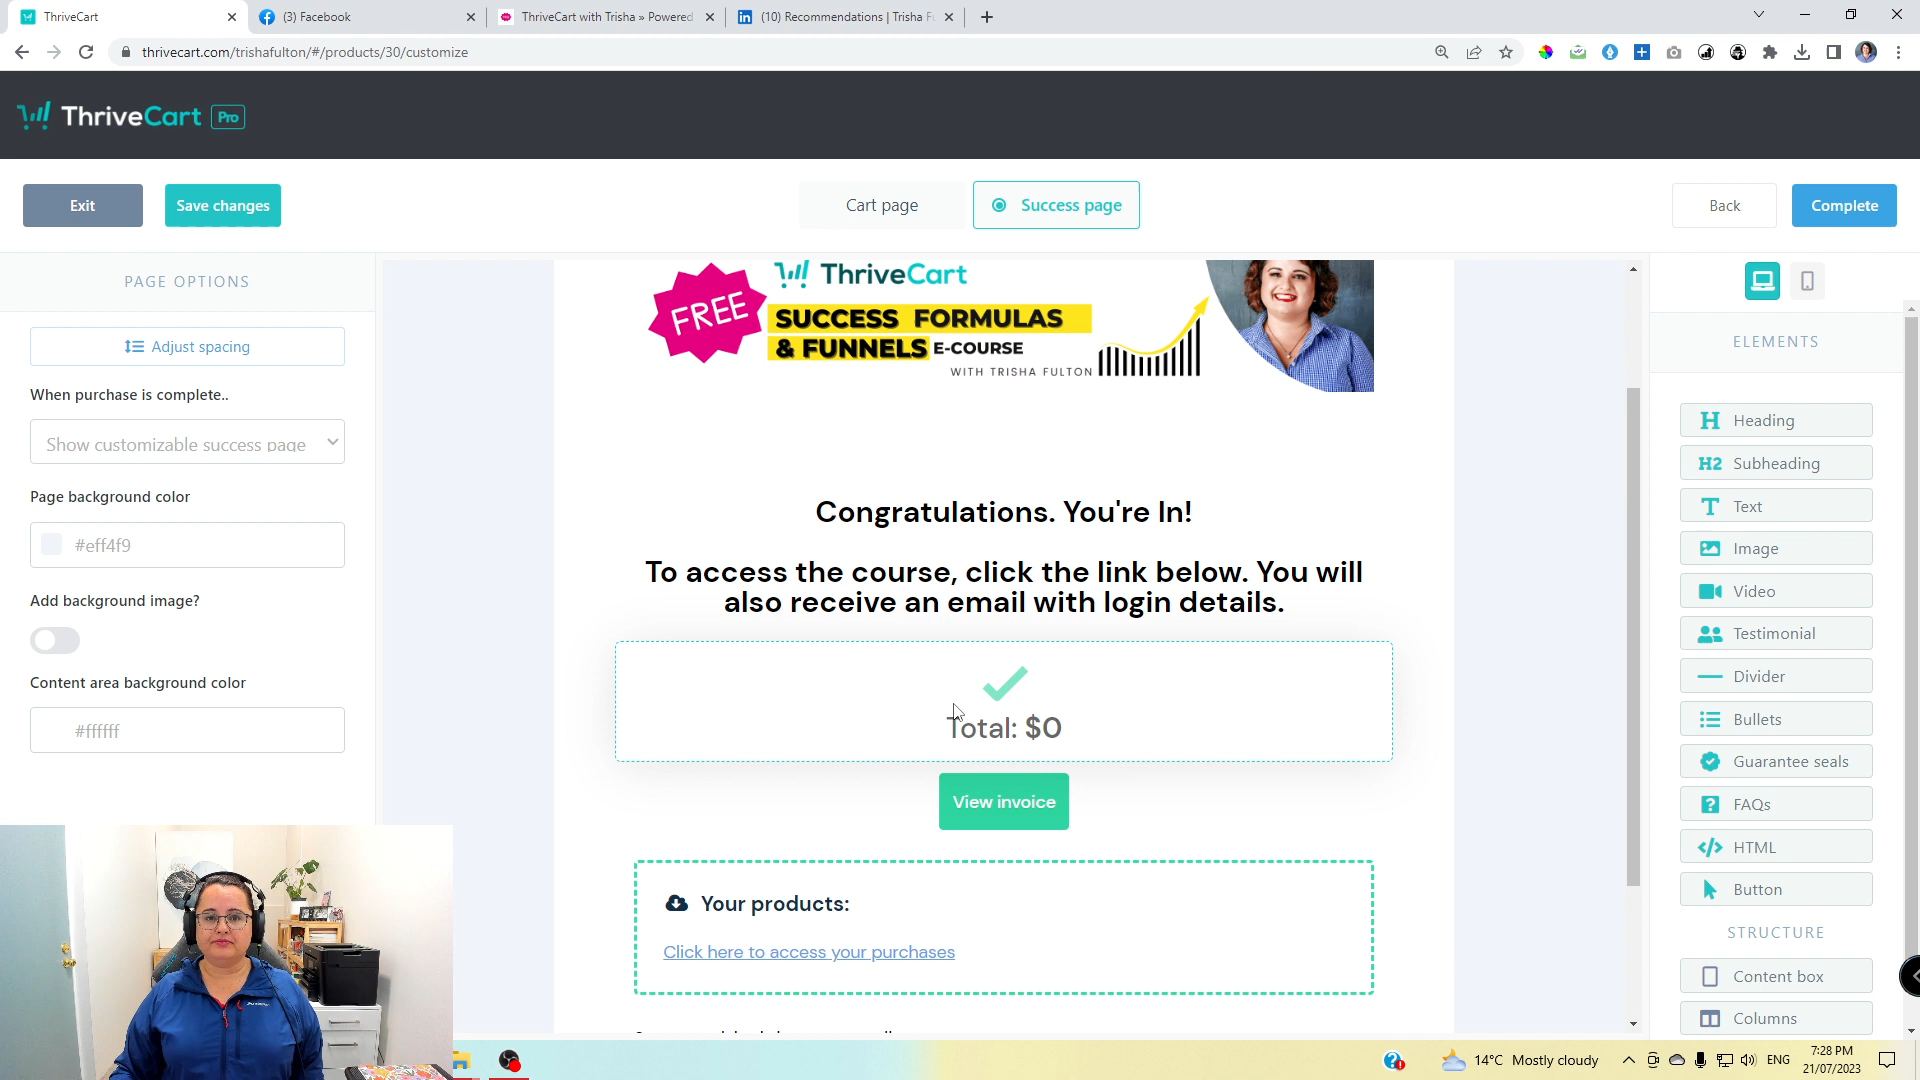 ThriveCart
(3) Facebook
ThriveCart with Trisha » Powered
(10) Recommendations | Trisha Fu
thrivecart.com/trishafulton/#/products/30/customize
ThriveCart Pro
Exit
Save changes
Cart page
Success page
Back
Complete
PAGE OPTIONS
Adjust spacing
When purchase is complete..
Show customizable success page
Page background color
#eff4f9
Add background image?
Content area background color
#ffffff
FREE
ThriveCart
SUCCESS FORMULAS
& FUNNELS E-COURSE
WITH TRISHA FULTON
Congratulations. You're In!
To access the course, click the link below. You will
also receive an email with login details.
Total: $0
View invoice
Your products:
Click here to access your purchases
ELEMENTS
Heading
Subheading
Text
Image
Video
Testimonial
Divider
Bullets
Guarantee seals
FAQs
HTML
Button
STRUCTURE
Content box
Columns
14°C Mostly cloudy
ENG
7:28 PM
21/07/2023